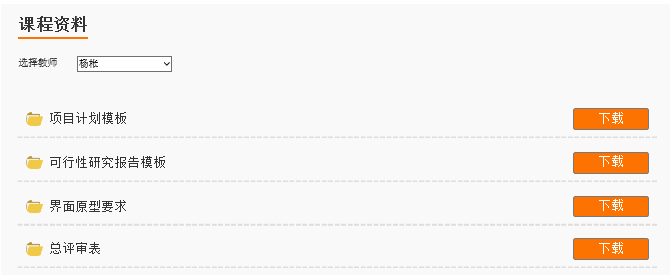 课程资料
选择教师 杨枨
项目计划模板 下载
可行性研究报告模板 下载
界面原型要求 下载
总评审表 下载